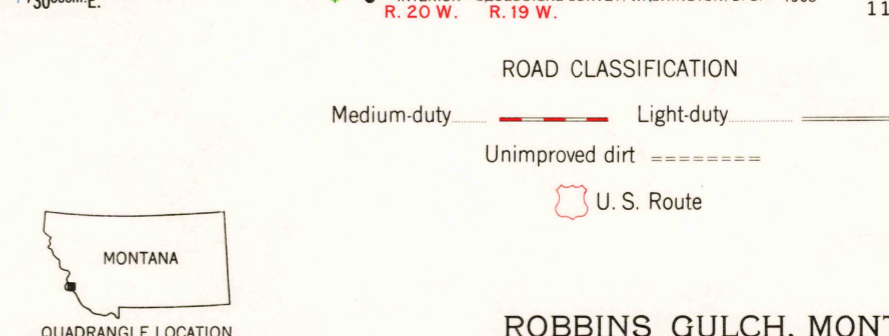 R. 20 W. R. 19 W.
11
ROAD CLASSIFICATION
Medium-duty Light-duty
Unimproved dirt
U. S. Route
MONTANA
QUADRANGLE LOCATION
ROBBINS GULCH, MONT